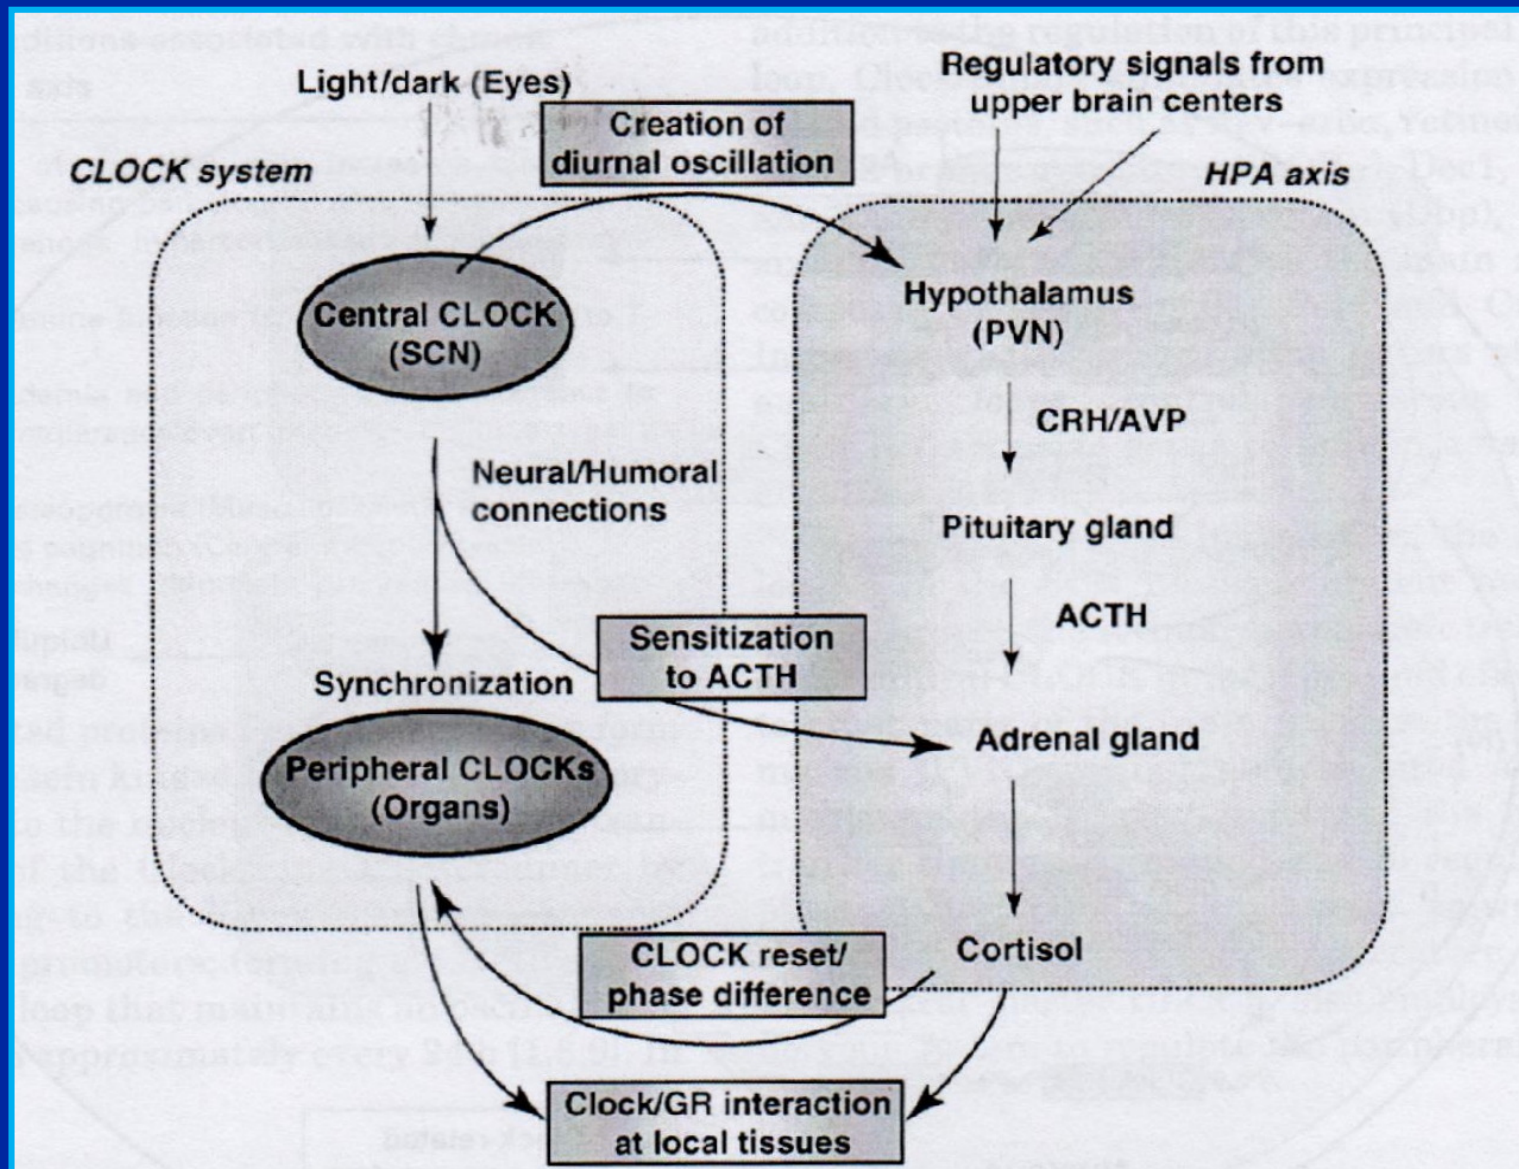 Light/dark (Eyes)
Regulatory signals from
upper brain centers
Creation of
diurnal oscillation
CLOCK system
HPA axis
Central CLOCK
(SCN)
Hypothalamus
(PVN)
CRH/AVP
Neural/Humoral
connections
Pituitary gland
ACTH
Sensitization
to ACTH
Synchronization
Adrenal gland
Peripheral CLOCKs
(Organs)
CLOCK reset/
phase difference
Cortisol
Clock/GR interaction
at local tissues